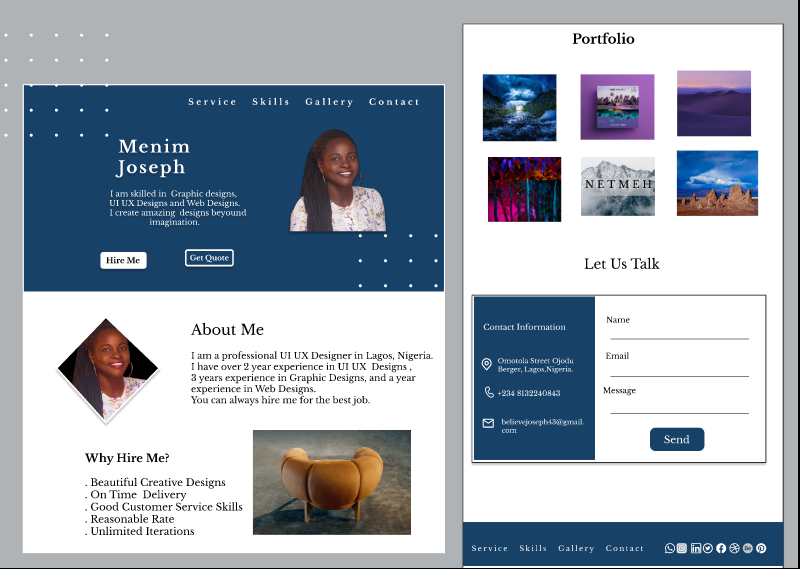 Service Skills Gallery Contact
Menim
Joseph
I am skilled in Graphic designs,
UI UX Designs and Web Designs.
I create amazing designs beyound
imagination.
Hire Me
Get Quote
About Me
I am a professional UI UX Designer in Lagos, Nigeria.
I have over 2 year experience in UI UX Designs ,
3 years experience in Graphic Designs, and a year
experience in Web Designs.
You can always hire me for the best job.
Why Hire Me?
. Beautiful Creative Designs
. On Time Delivery
. Good Customer Service Skills
. Reasonable Rate
. Unlimited Iterations
Portfolio
NETMEH
Let Us Talk
Contact Information
Omotola Street Ojodu
Berger, Lagos.Nigeria.
+234 8132240843
believejoseph43@gmail.
com
Name
Email
Message
Send
Service Skills Gallery Contact